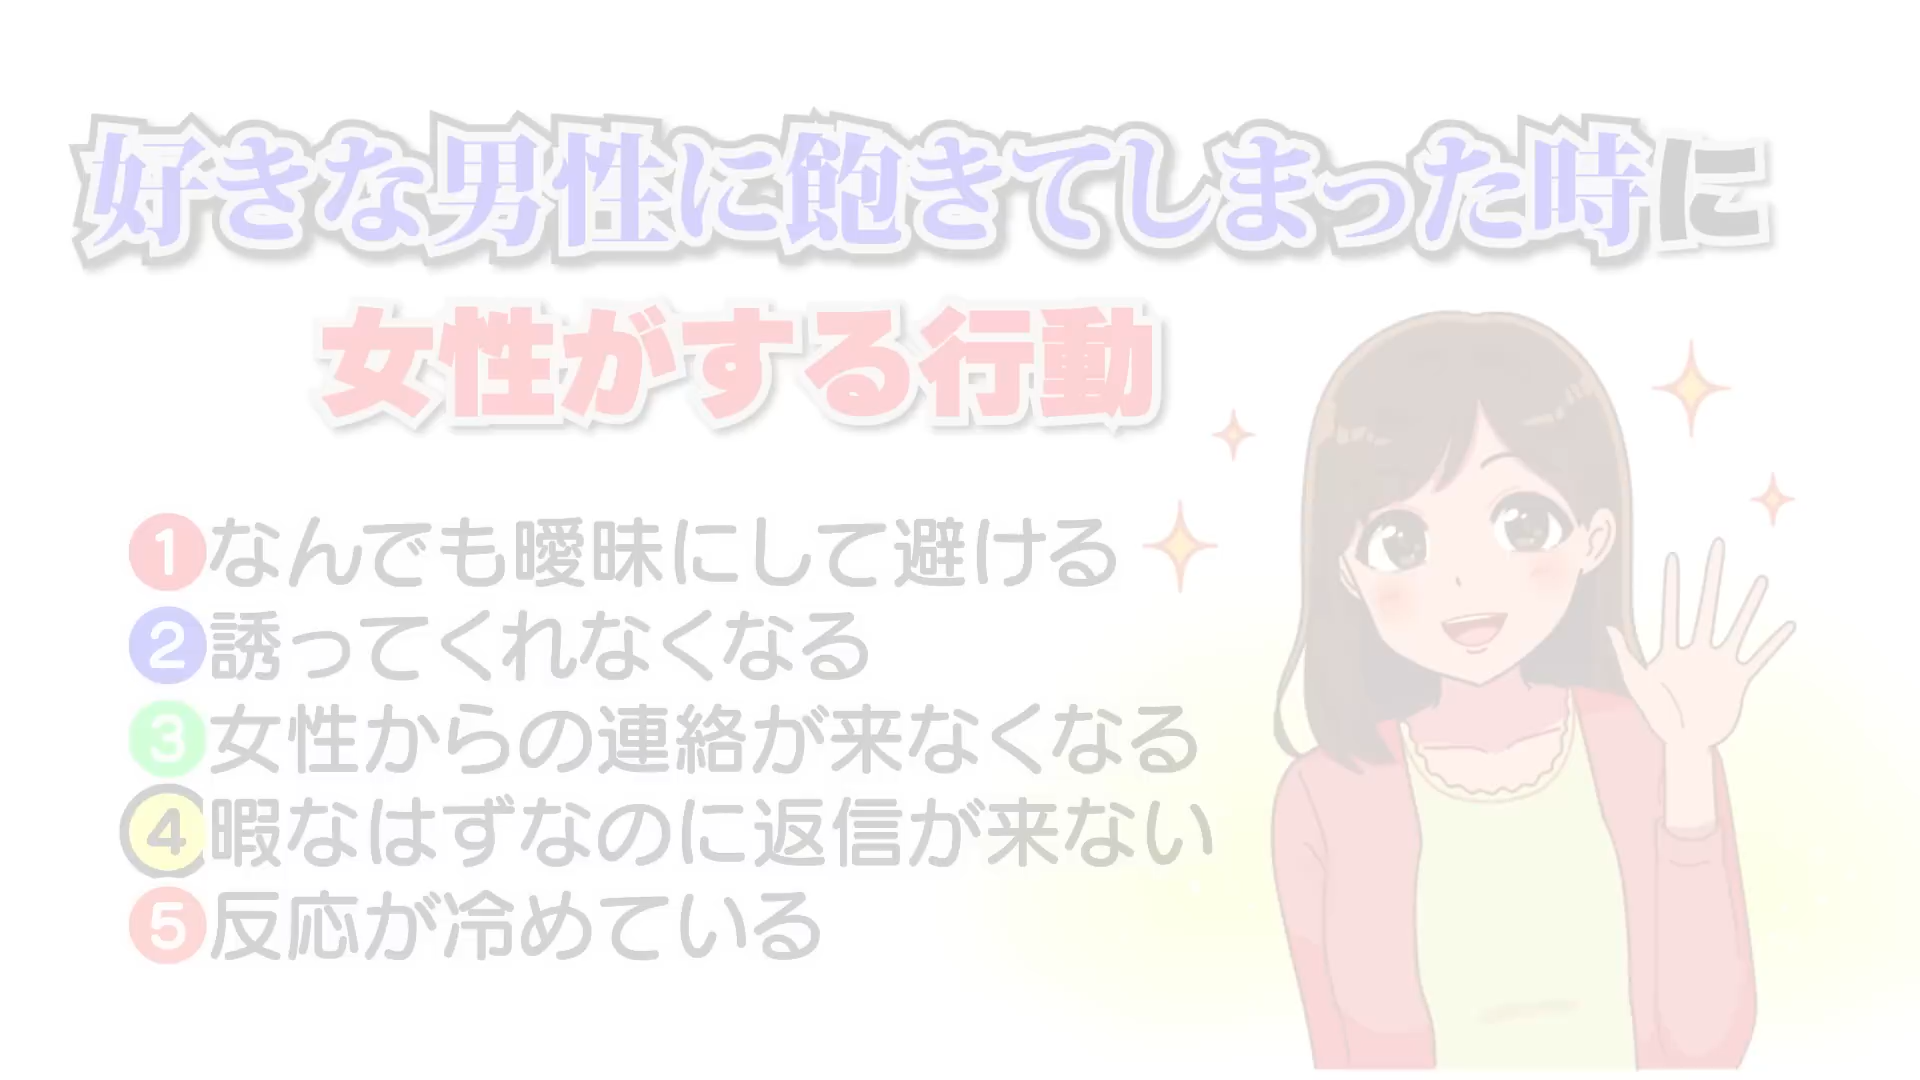 好きな男性に飽きてしまった時に
女性がする行動
1なんでも曖昧にして避ける
2誘ってくれなくなる
3女性からの連絡が来なくなる
4暇なはずなのに返信が来ない
5反応が冷めている